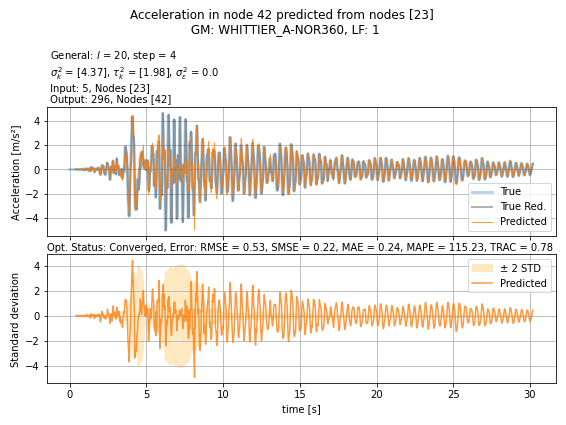 Acceleration in node 42 predicted from nodes [23]
GM: WHITTIER_A-NOR360, LF: 1
General: l = 20, step = 4
σ²ₖ = [4.37], τ²ₖ = [1.98], σ²ε = 0.0
Input: 5, Nodes [23]
Output: 296, Nodes [42]
Acceleration [m/s²]
4
2
0
−2
−4
True
True Red.
Predicted
Opt. Status: Converged, Error: RMSE = 0.53, SMSE = 0.22, MAE = 0.24, MAPE = 115.23, TRAC = 0.78
Standard deviation
4
2
0
−2
−4
± 2 STD
Predicted
0 5 10 15 20 25 30
time [s]